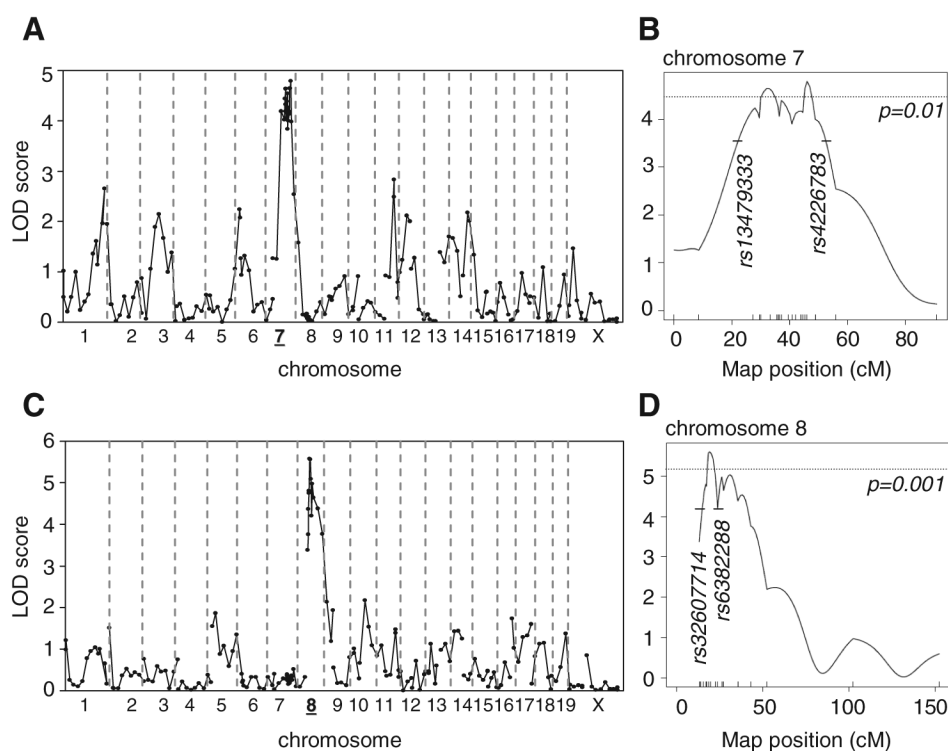 A
B
chromosome 7
5
4
3
2
1
0
LOD score
1 2 3 4 5 6 7 8 9 10 11 12 13 14 15 16 17 18 19 X
chromosome
p=0.01
4
3
2
1
0
rs13479333
rs4226783
0 20 40 60 80
Map position (cM)
C
D
chromosome 8
6
5
4
3
2
1
0
LOD score
1 2 3 4 5 6 7 8 9 10 11 12 13 14 15 16 17 18 19 X
chromosome
p=0.001
5
4
3
2
1
0
rs32607714
rs6382288
0 50 100 150
Map position (cM)